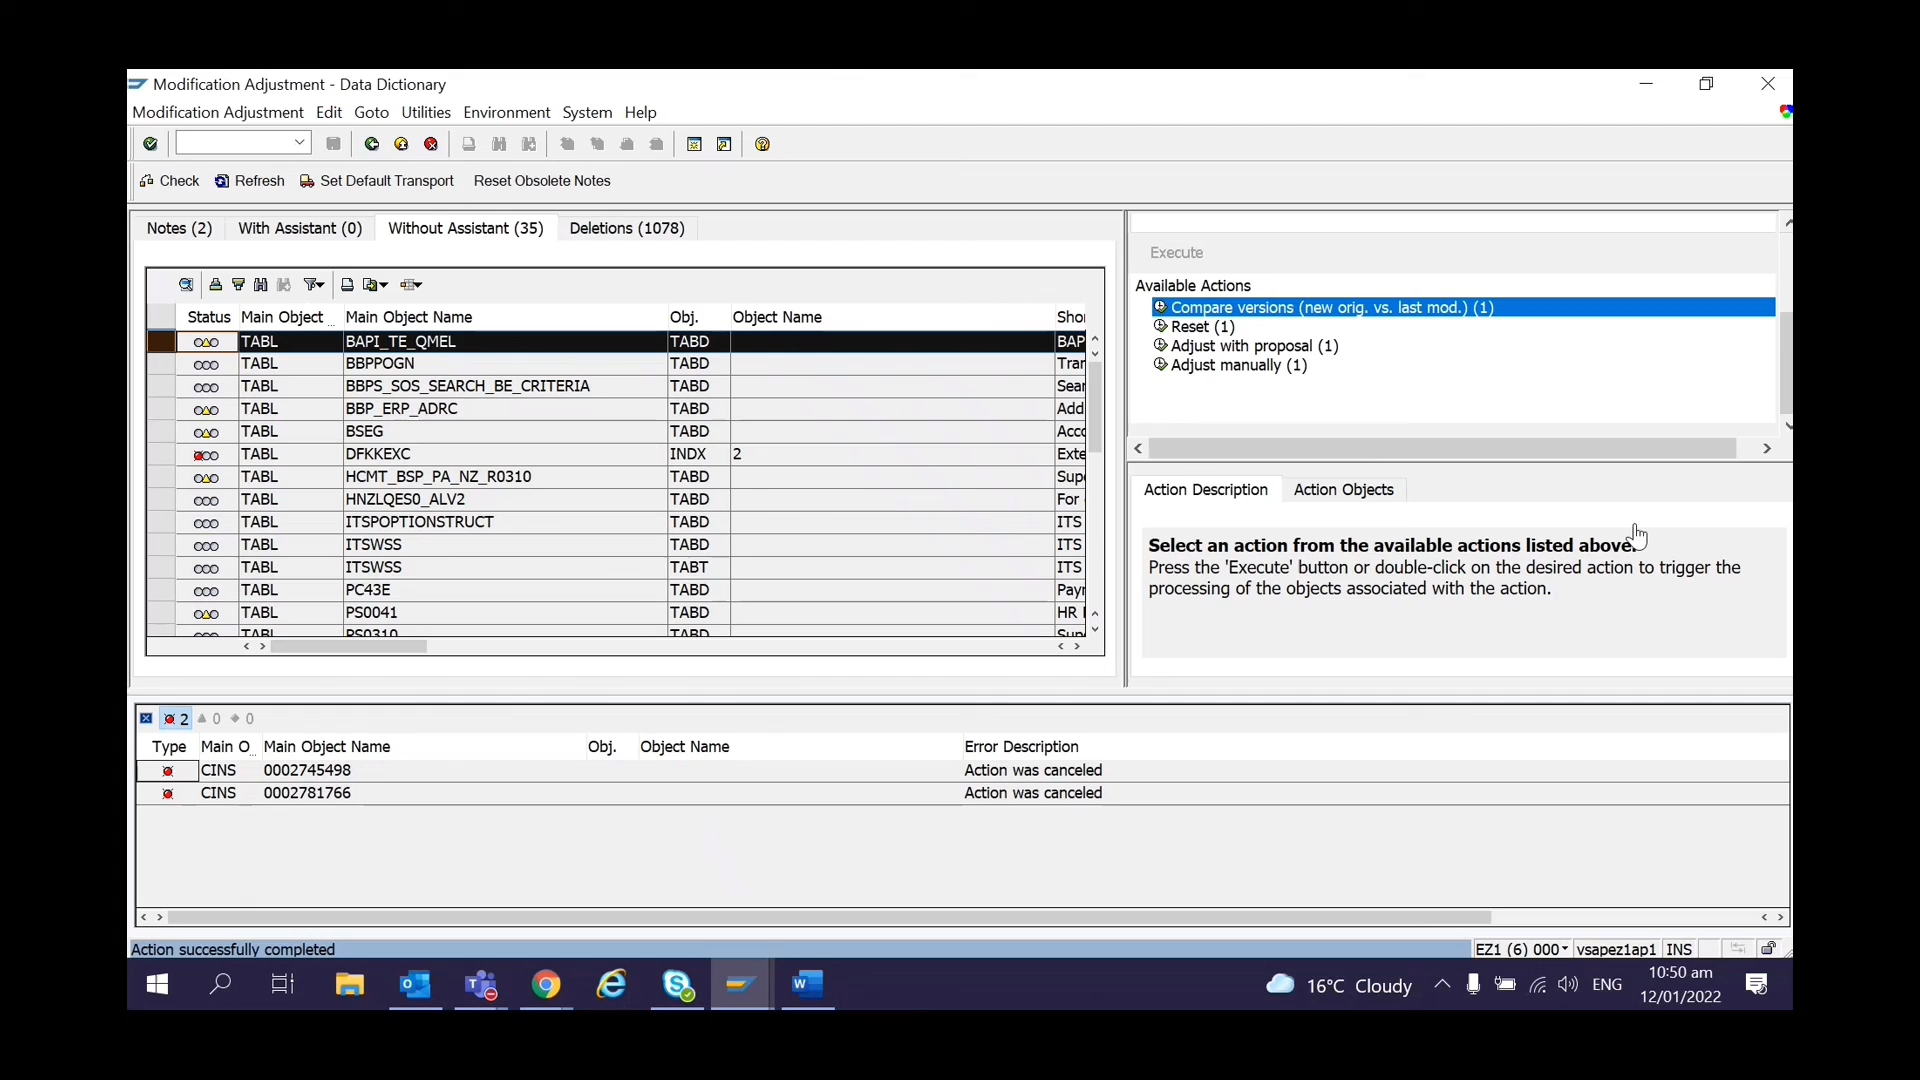 Modification Adjustment - Data Dictionary
Modification Adjustment Edit Goto Utilities Environment System Help
Check Refresh Set Default Transport Reset Obsolete Notes
Notes (2) With Assistant (0) Without Assistant (35) Deletions (1078)
Status Main Object Main Object Name Obj. Object Name Sho
TABL BAPI_TE_QMEL TABD BAP
TABL BBPPOGN TABD Trar
TABL BBPS_SOS_SEARCH_BE_CRITERIA TABD Sear
TABL BBP_ERP_ADRC TABD Add
TABL BSEG TABD Acco
TABL DFKKEXC INDX 2 Exte
TABL HCMT_BSP_PA_NZ_R0310 TABD Supe
TABL HNZLQES0_ALV2 TABD For
TABL ITSPOPTIONSTRUCT TABD ITS
TABL ITSWSS TABD ITS
TABL ITSWSS TABT ITS
TABL PC43E TABD Payr
TABL PS0041 TABD HR
TABL PS0310 TABD Supe
Execute
Available Actions
Compare versions (new orig. vs. last mod.) (1)
Reset (1)
Adjust with proposal (1)
Adjust manually (1)
Action Description Action Objects
Select an action from the available actions listed above.
Press the 'Execute' button or double-click on the desired action to trigger the
processing of the objects associated with the action.
2 0 0
Type Main O Main Object Name Obj. Object Name Error Description
CINS 0002745498 Action was canceled
CINS 0002781766 Action was canceled
Action successfully completed EZ1 (6) 000 vsapez1ap1 INS
16°C Cloudy ENG 10:50 am
12/01/2022